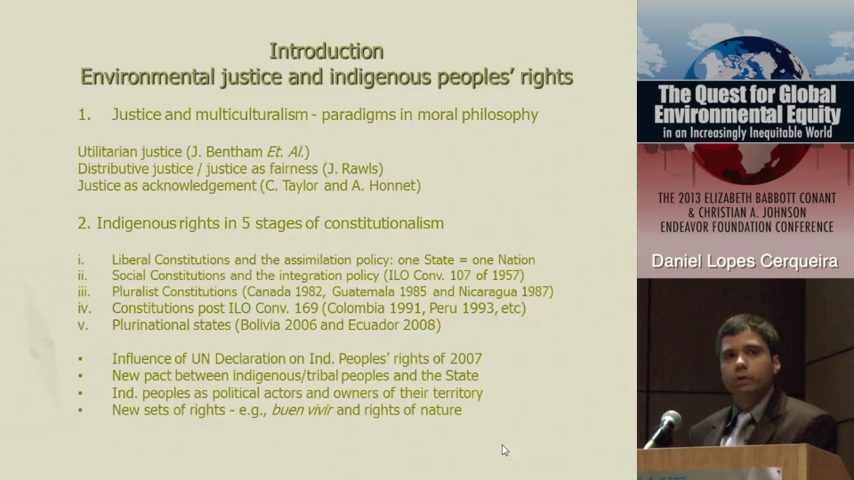 Introduction
Environmental justice and indigenous peoples' rights
1. Justice and multiculturalism - paradigms in moral philosophy
Utilitarian justice (J. Bentham Et. Al.)
Distributive justice / justice as fairness (J. Rawls)
Justice as acknowledgement (C. Taylor and A. Honnet)
2. Indigenous rights in 5 stages of constitutionalism
i. Liberal Constitutions and the assimilation policy: one State = one Nation
ii. Social Constitutions and the integration policy (ILO Conv. 107 of 1957)
iii. Pluralist Constitutions (Canada 1982, Guatemala 1985 and Nicaragua 1987)
iv. Constitutions post ILO Conv. 169 (Colombia 1991, Peru 1993, etc)
v. Plurinational states (Bolivia 2006 and Ecuador 2008)
• Influence of UN Declaration on Ind. Peoples' rights of 2007
• New pact between indigenous/tribal peoples and the State
• Ind. peoples as political actors and owners of their territory
• New sets of rights - e.g., buen vivir and rights of nature
The Quest for Global
Environmental Equity
in an Increasingly Inequitable World
THE 2013 ELIZABETH BABBOTT CONANT
& CHRISTIAN A. JOHNSON
ENDEAVOR FOUNDATION CONFERENCE
Daniel Lopes Cerqueira